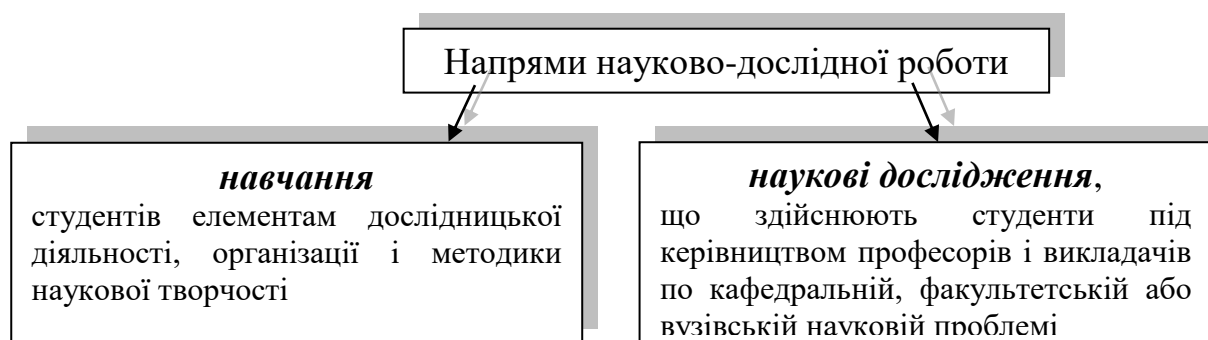 Напрями науково-дослідної роботи
навчання
студентів елементам дослідницької
діяльності, організації і методики
наукової творчості
наукові дослідження,
що здійснюють студенти під
керівництвом професорів і викладачів
по кафедральній, факультетській або
вузівській науковій проблемі